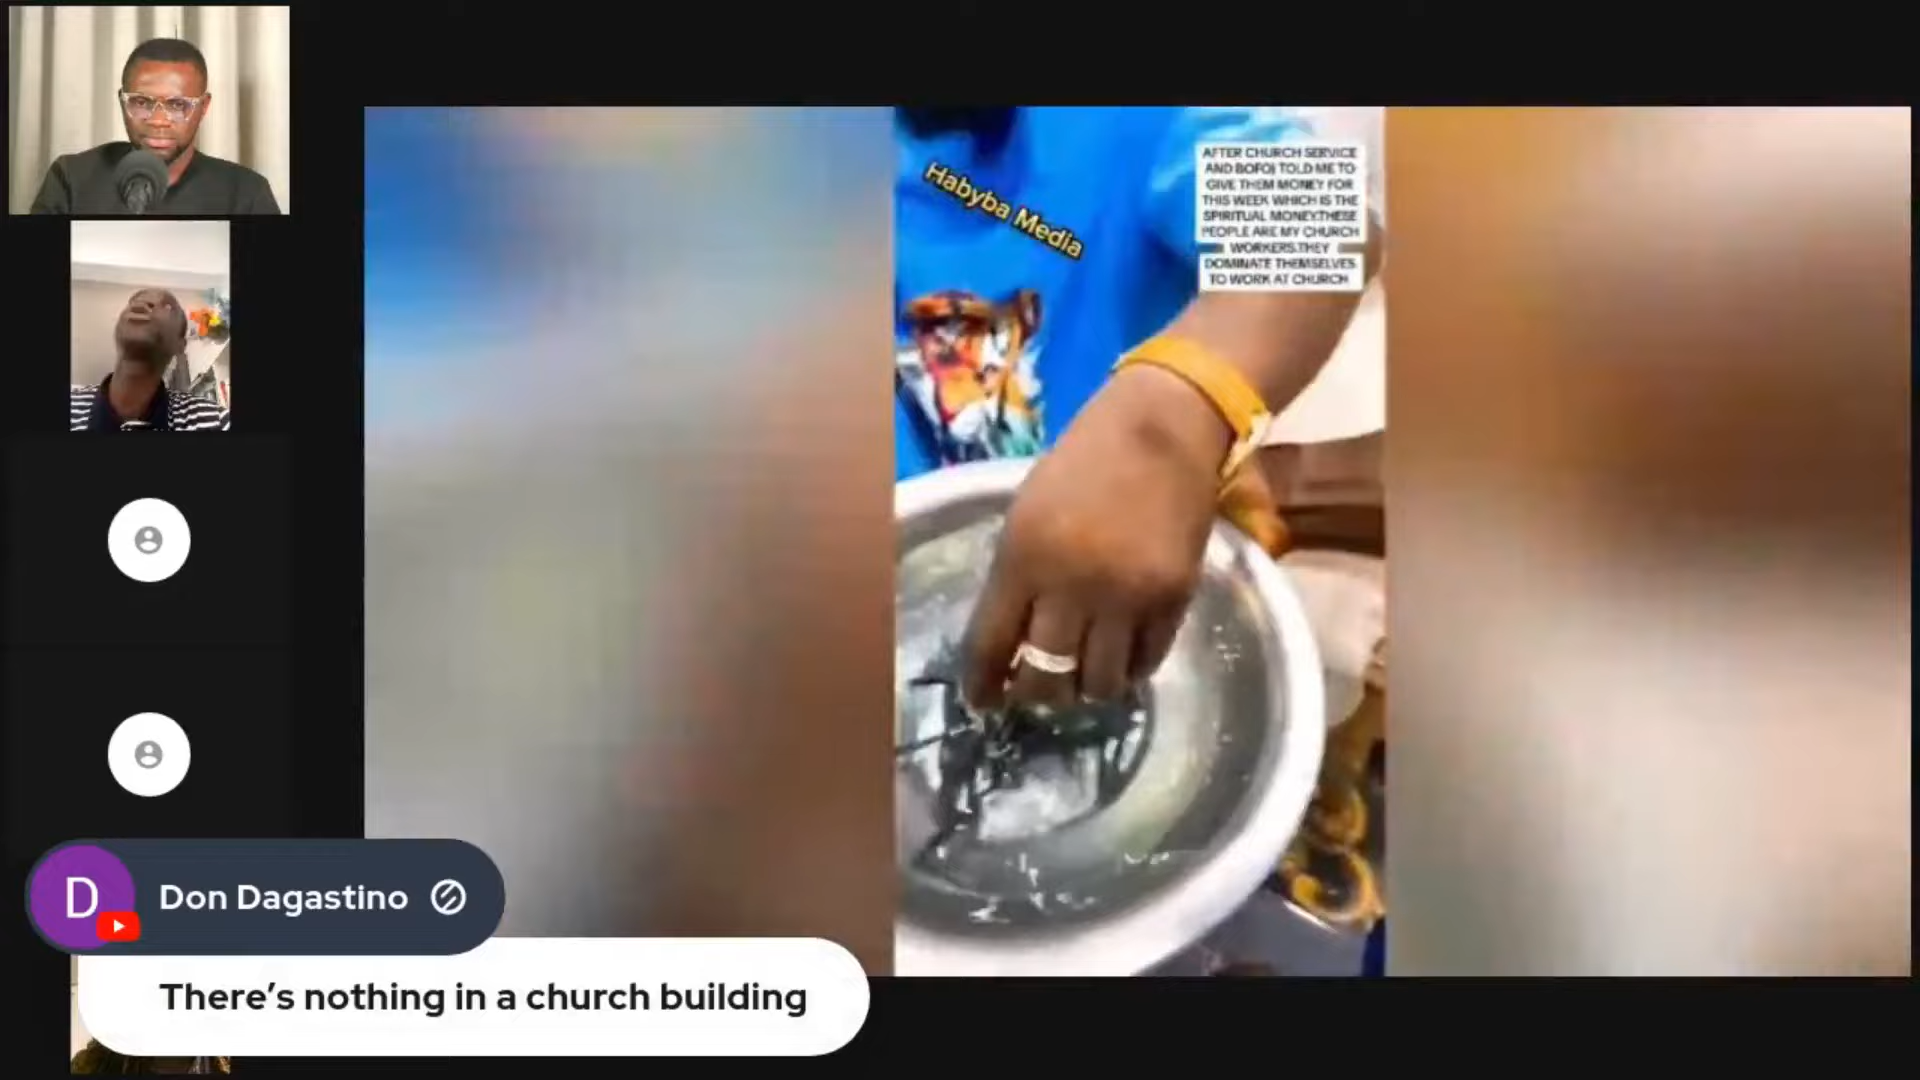 Habyba Media
AFTER CHURCH SERVICE
AND BOFOJ TOLD ME TO
GIVE THEM MONEY FOR
THIS WEEK WHICH IS THE
SPIRITUAL MONEY.THESE
PEOPLE ARE MY CHURCH
WORKERS.THEY
DOMINATE THEMSELVES
TO WORK AT CHURCH
D
Don Dagastino
There's nothing in a church building